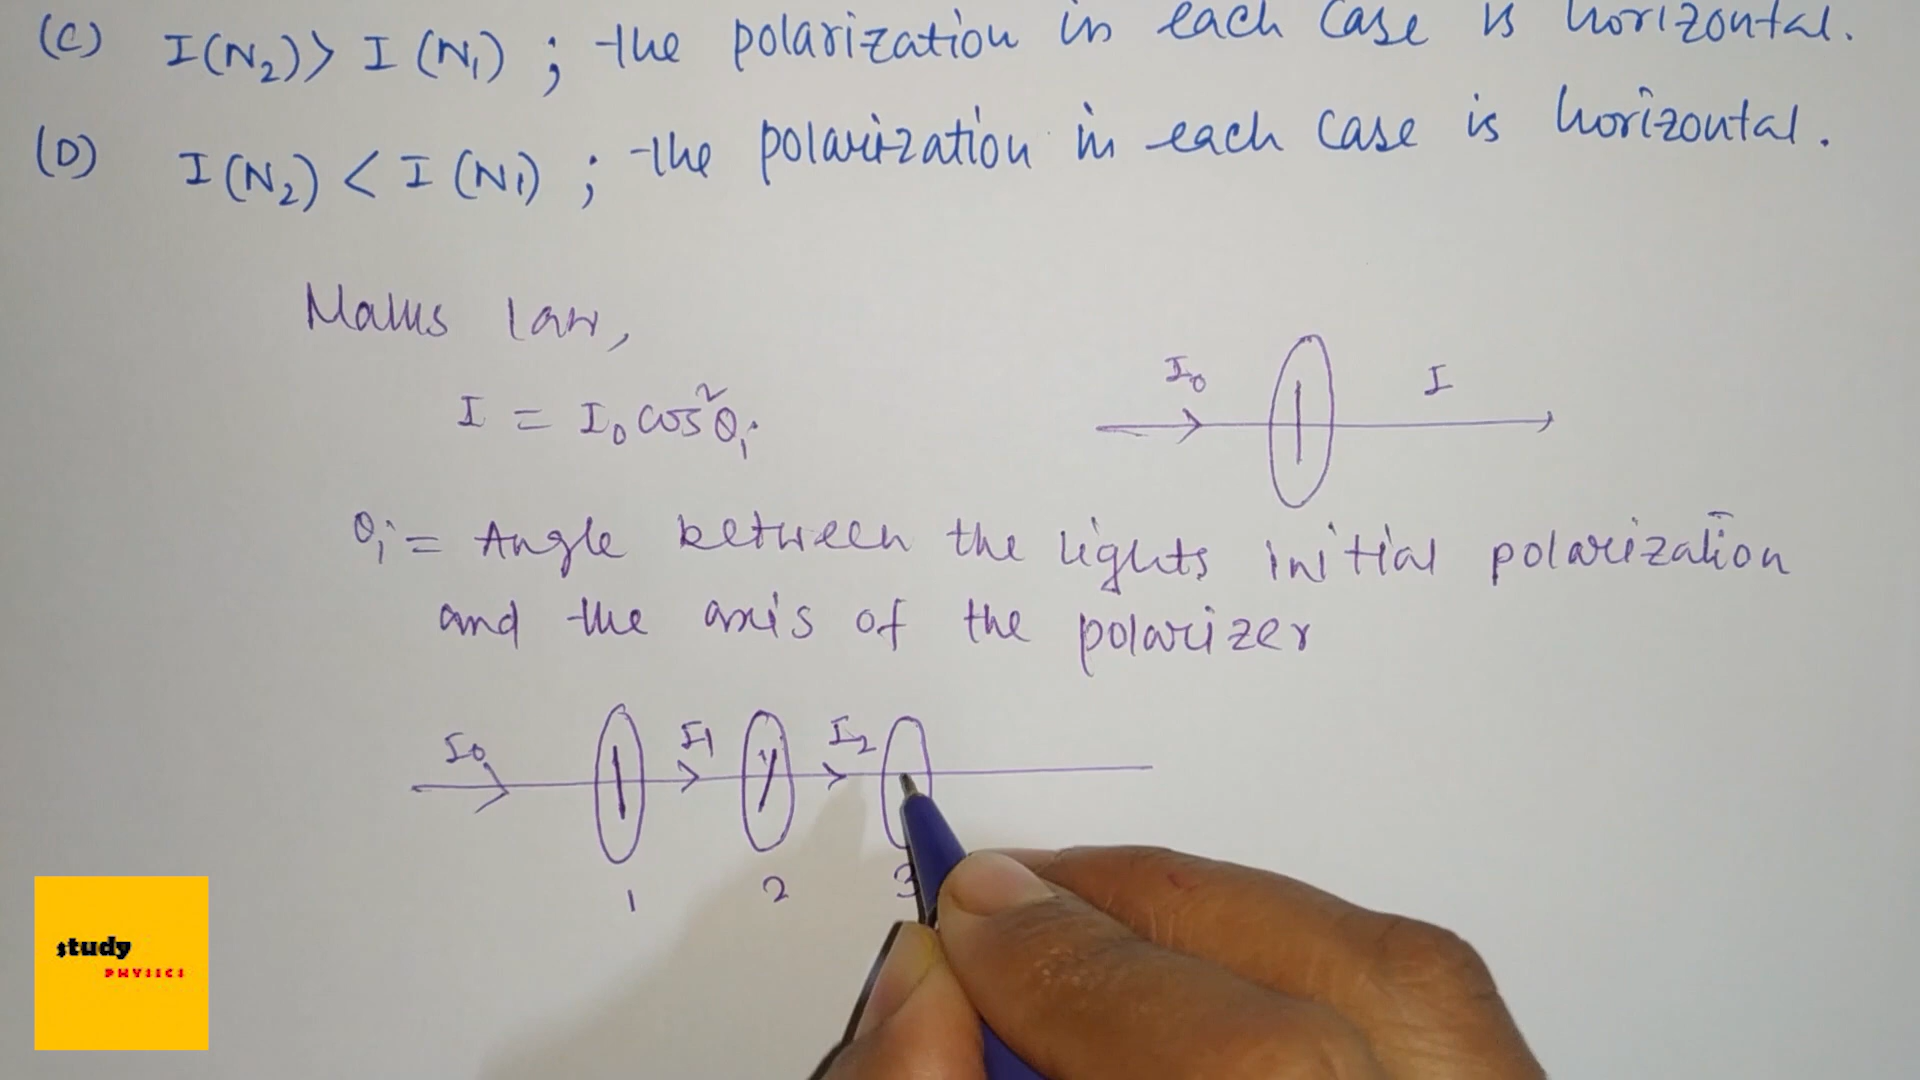 (C) I(N₂) > I(N₁) ; the polarization in each case is horizontal.
(D) I(N₂) < I(N₁) ; the polarization in each case is horizontal.
Malus law,
I = I₀ cos²θᵢ
I₀ I
θᵢ = Angle between the lights initial polarization
and the axis of the polarizer
I₀ I₁ I₂
1 2 3
study
PHYSICS